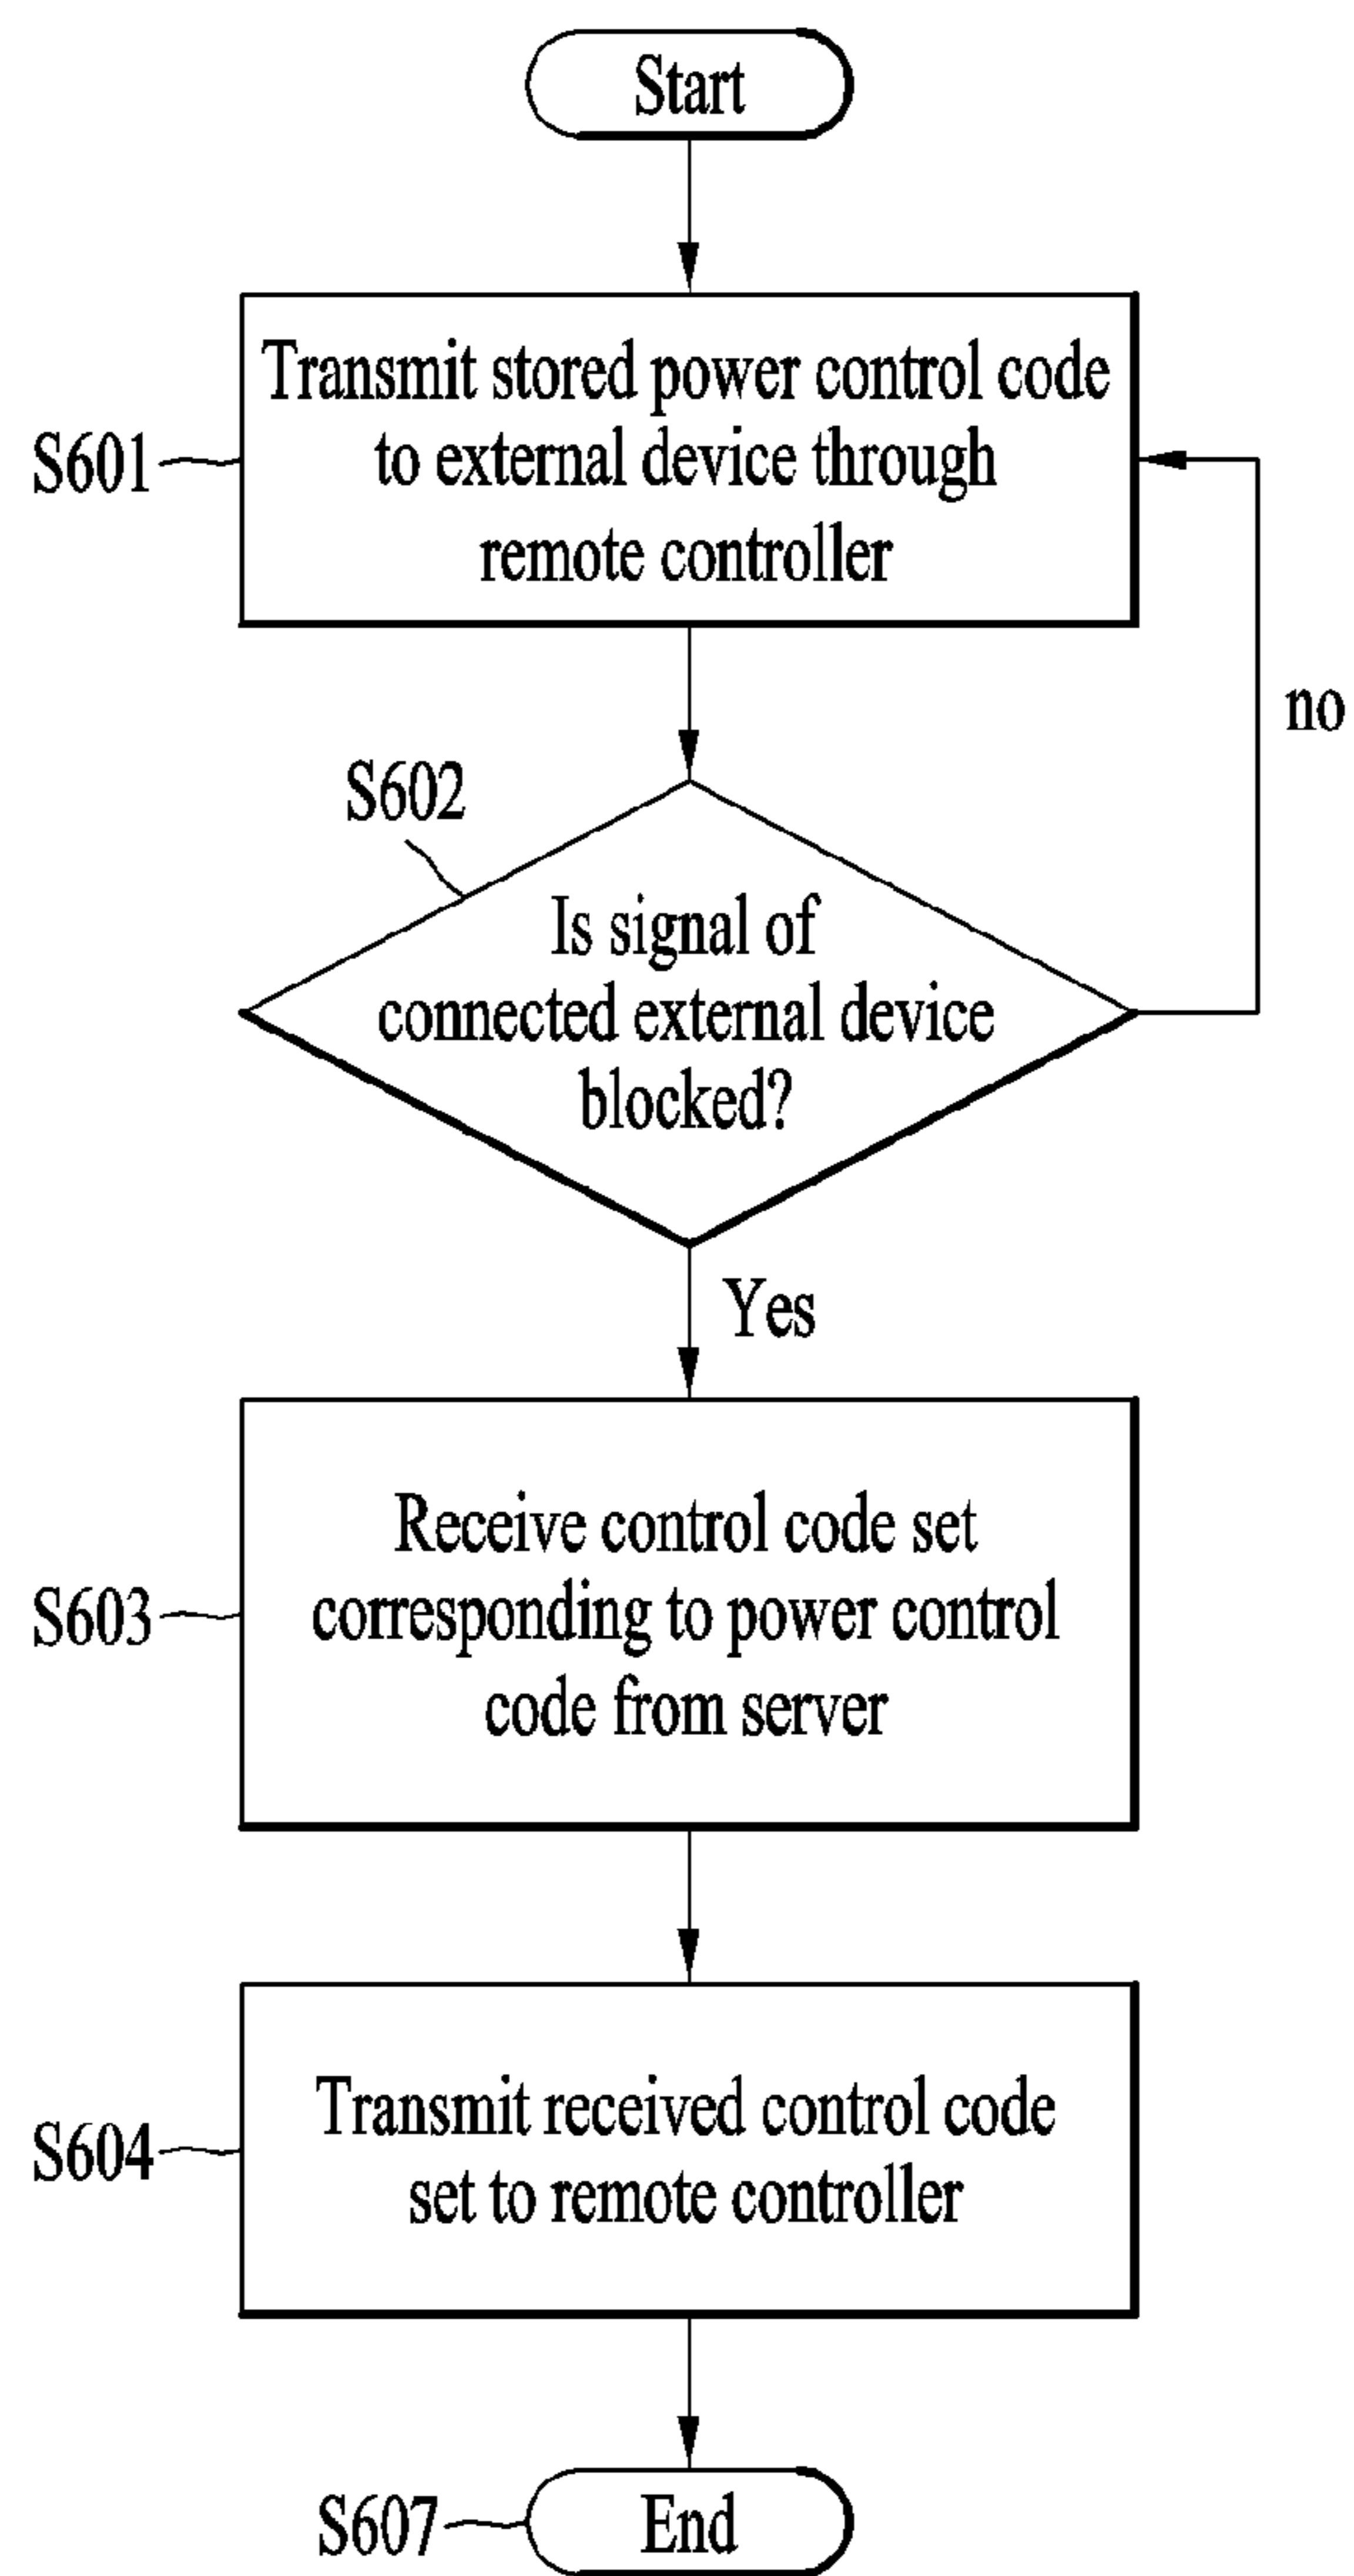 Start
S601
Transmit stored power control code
to external device through
remote controller
no
S602
Is signal of
connected external device
blocked?
Yes
S603
Receive control code set
corresponding to power control
code from server
S604
Transmit received control code
set to remote controller
S607
End